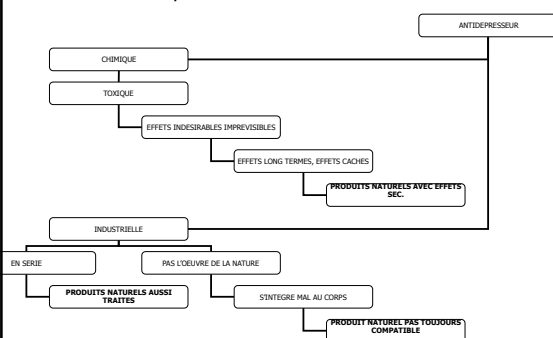 ANTIDEPRESSEUR
CHIMIQUE
TOXIQUE
EFFETS INDESIRABLES IMPREVISIBLES
EFFETS LONG TERMES, EFFETS CACHES
PRODUITS NATURELS AVEC EFFETS
SEC.
INDUSTRIELLE
EN SERIE
PAS L'OEUVRE DE LA NATURE
PRODUITS NATURELS AUSSI
TRAITES
S'INTEGRE MAL AU CORPS
PRODUIT NATUREL PAS TOUJOURS
COMPATIBLE